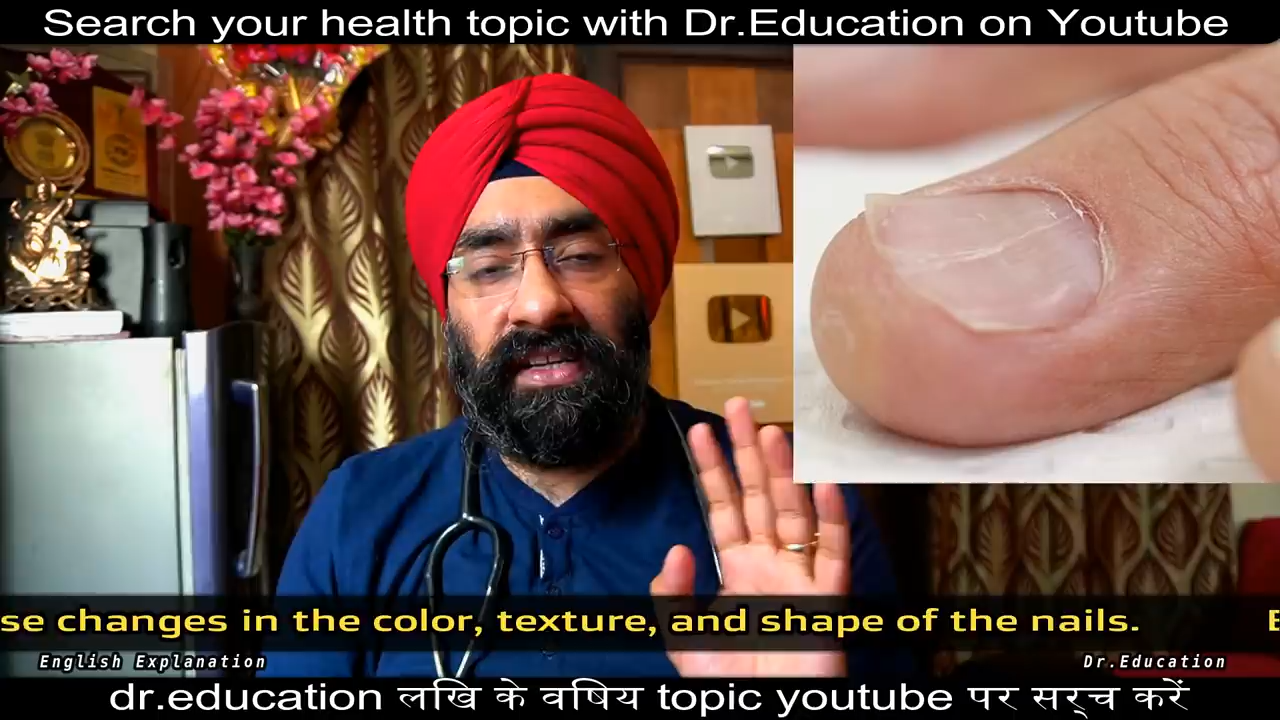 Search your health topic with Dr.Education on Youtube
se changes in the color, texture, and shape of the nails.
English Explanation
Dr.Education
dr.education लखि के वषिय topic youtube पर सर्च करें